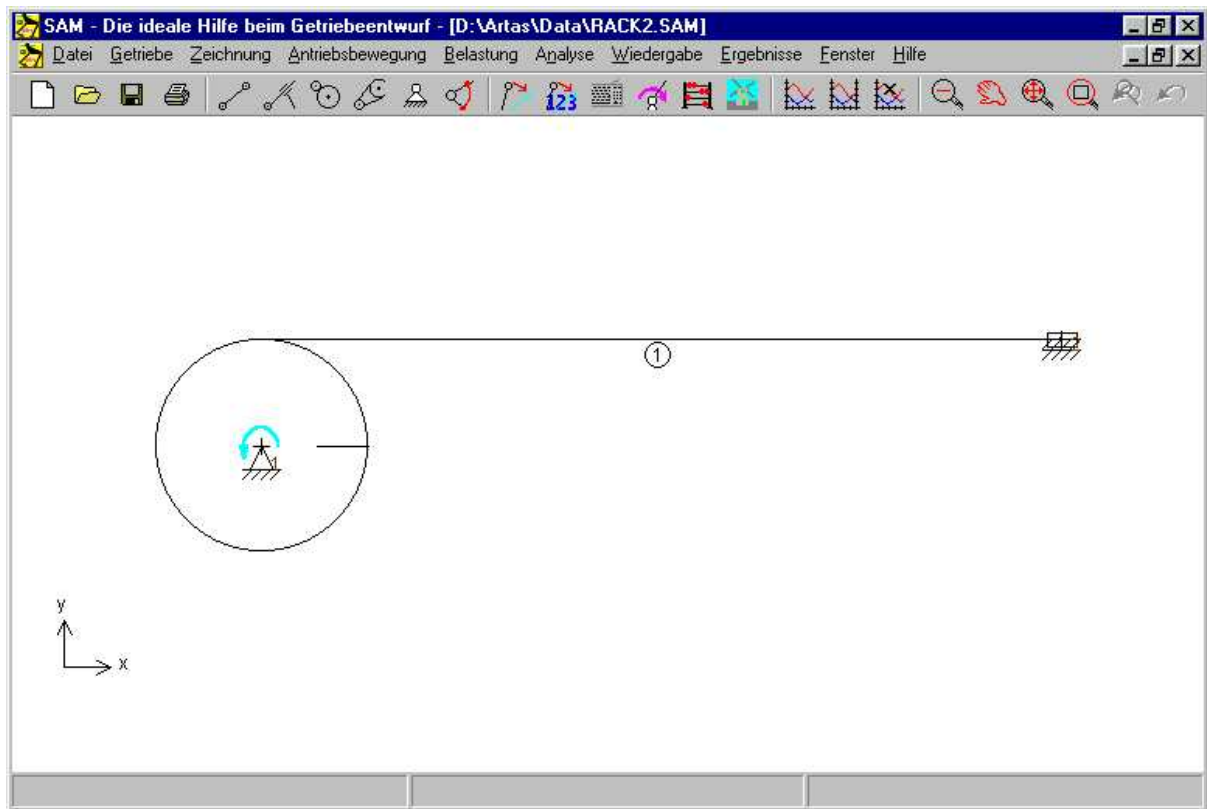 SAM - Die ideale Hilfe beim Getriebeentwurf - [D:\Artas\Data\RACK2.SAM]
Datei Getriebe Zeichnung Antriebsbewegung Belastung Analyse Wiedergabe Ergebnisse Fenster Hilfe
123
1
1
y
x